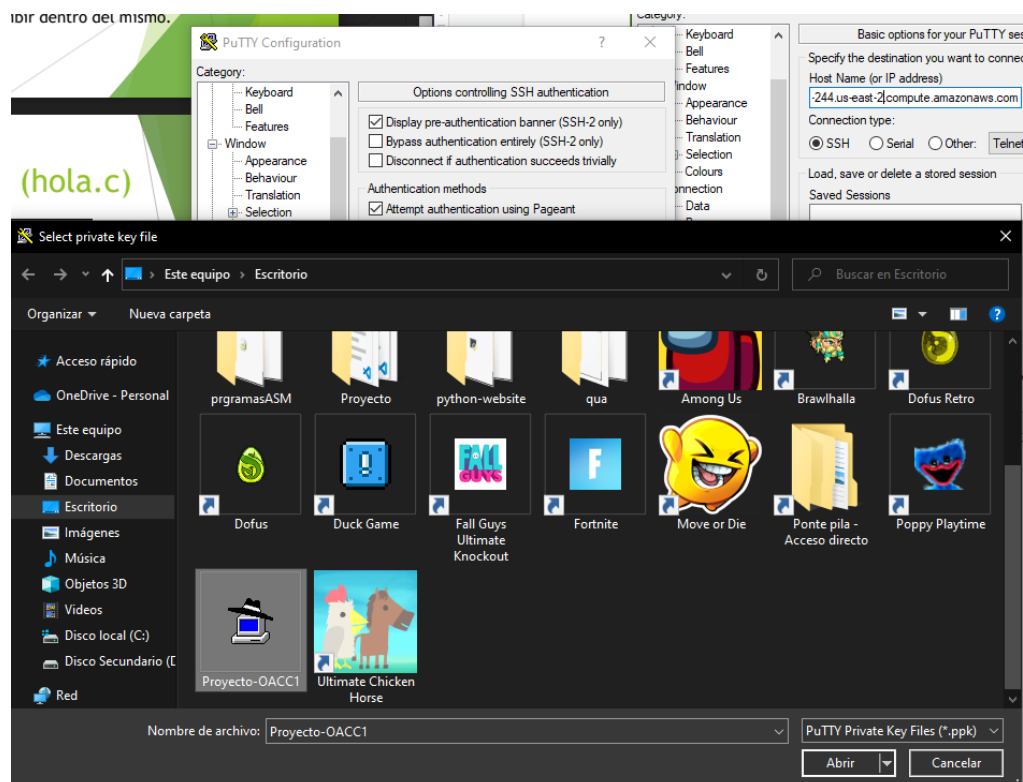 ibir dentro del mismo.
(hola.c)
PuTTY Configuration
?
Category:
Keyboard
Bell
Features
Window
Appearance
Behaviour
Translation
Selection
Options controlling SSH authentication
Display pre-authentication banner (SSH-2 only)
Bypass authentication entirely (SSH-2 only)
Disconnect if authentication succeeds trivially
Authentication methods
Attempt authentication using Pageant
Category:
Keyboard
Bell
Features
indow
Appearance
Behaviour
Translation
Selection
Colours
onnection
Data
Basic options for your PuTTY ses
Specify the destination you want to connec
Host Name (or IP address)
-244.us-east-2.compute.amazonaws.com
Connection type:
SSH
Serial
Other:
Telnet
Load, save or delete a stored session
Saved Sessions
Select private key file
Este equipo > Escritorio
Buscar en Escritorio
Organizar
Nueva carpeta
?
Acceso rápido
OneDrive - Personal
Este equipo
Descargas
Documentos
Escritorio
Imágenes
Música
Objetos 3D
Videos
Disco local (C:)
Disco Secundario (D
Red
prgramasASM
Proyecto
python-website
qua
Among Us
Brawlhalla
Dofus Retro
FALL
GUYS
F
Dofus
Duck Game
Fall Guys
Ultimate
Knockout
Fortnite
Move or Die
Ponte pila -
Acceso directo
Poppy Playtime
Proyecto-OACC1
Ultimate Chicken
Horse
Nombre de archivo:
Proyecto-OACC1
PuTTY Private Key Files (*.ppk)
Abrir
Cancelar